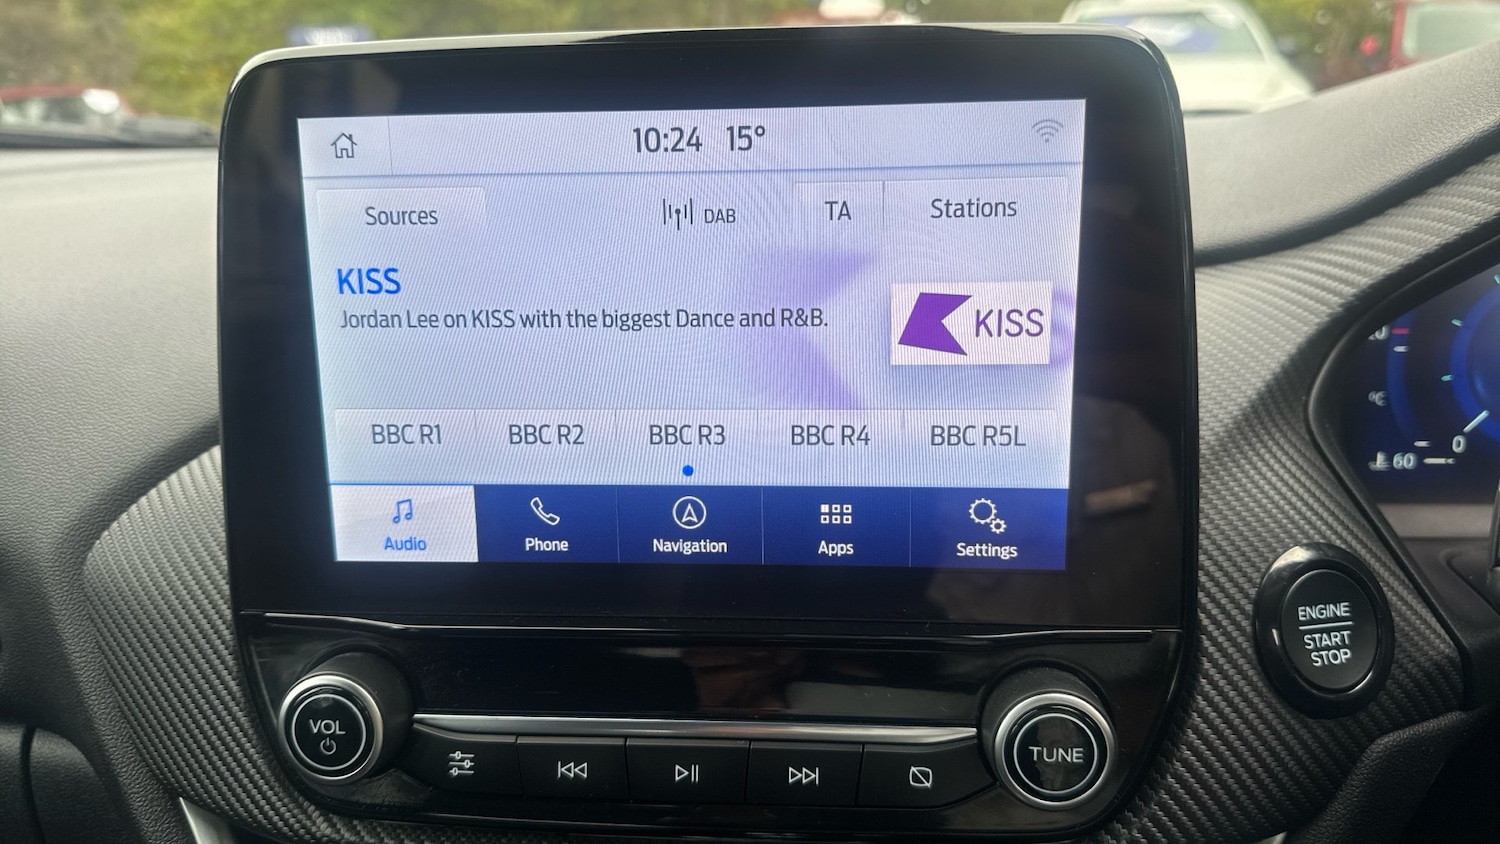 10:24 15°
Sources DAB TA Stations
KISS
Jordan Lee on KISS with the biggest Dance and R&B.
KISS
BBC R1 BBC R2 BBC R3 BBC R4 BBC R5L
Audio Phone Navigation Apps Settings
0
60
ENGINE
START
STOP
VOL
TUNE